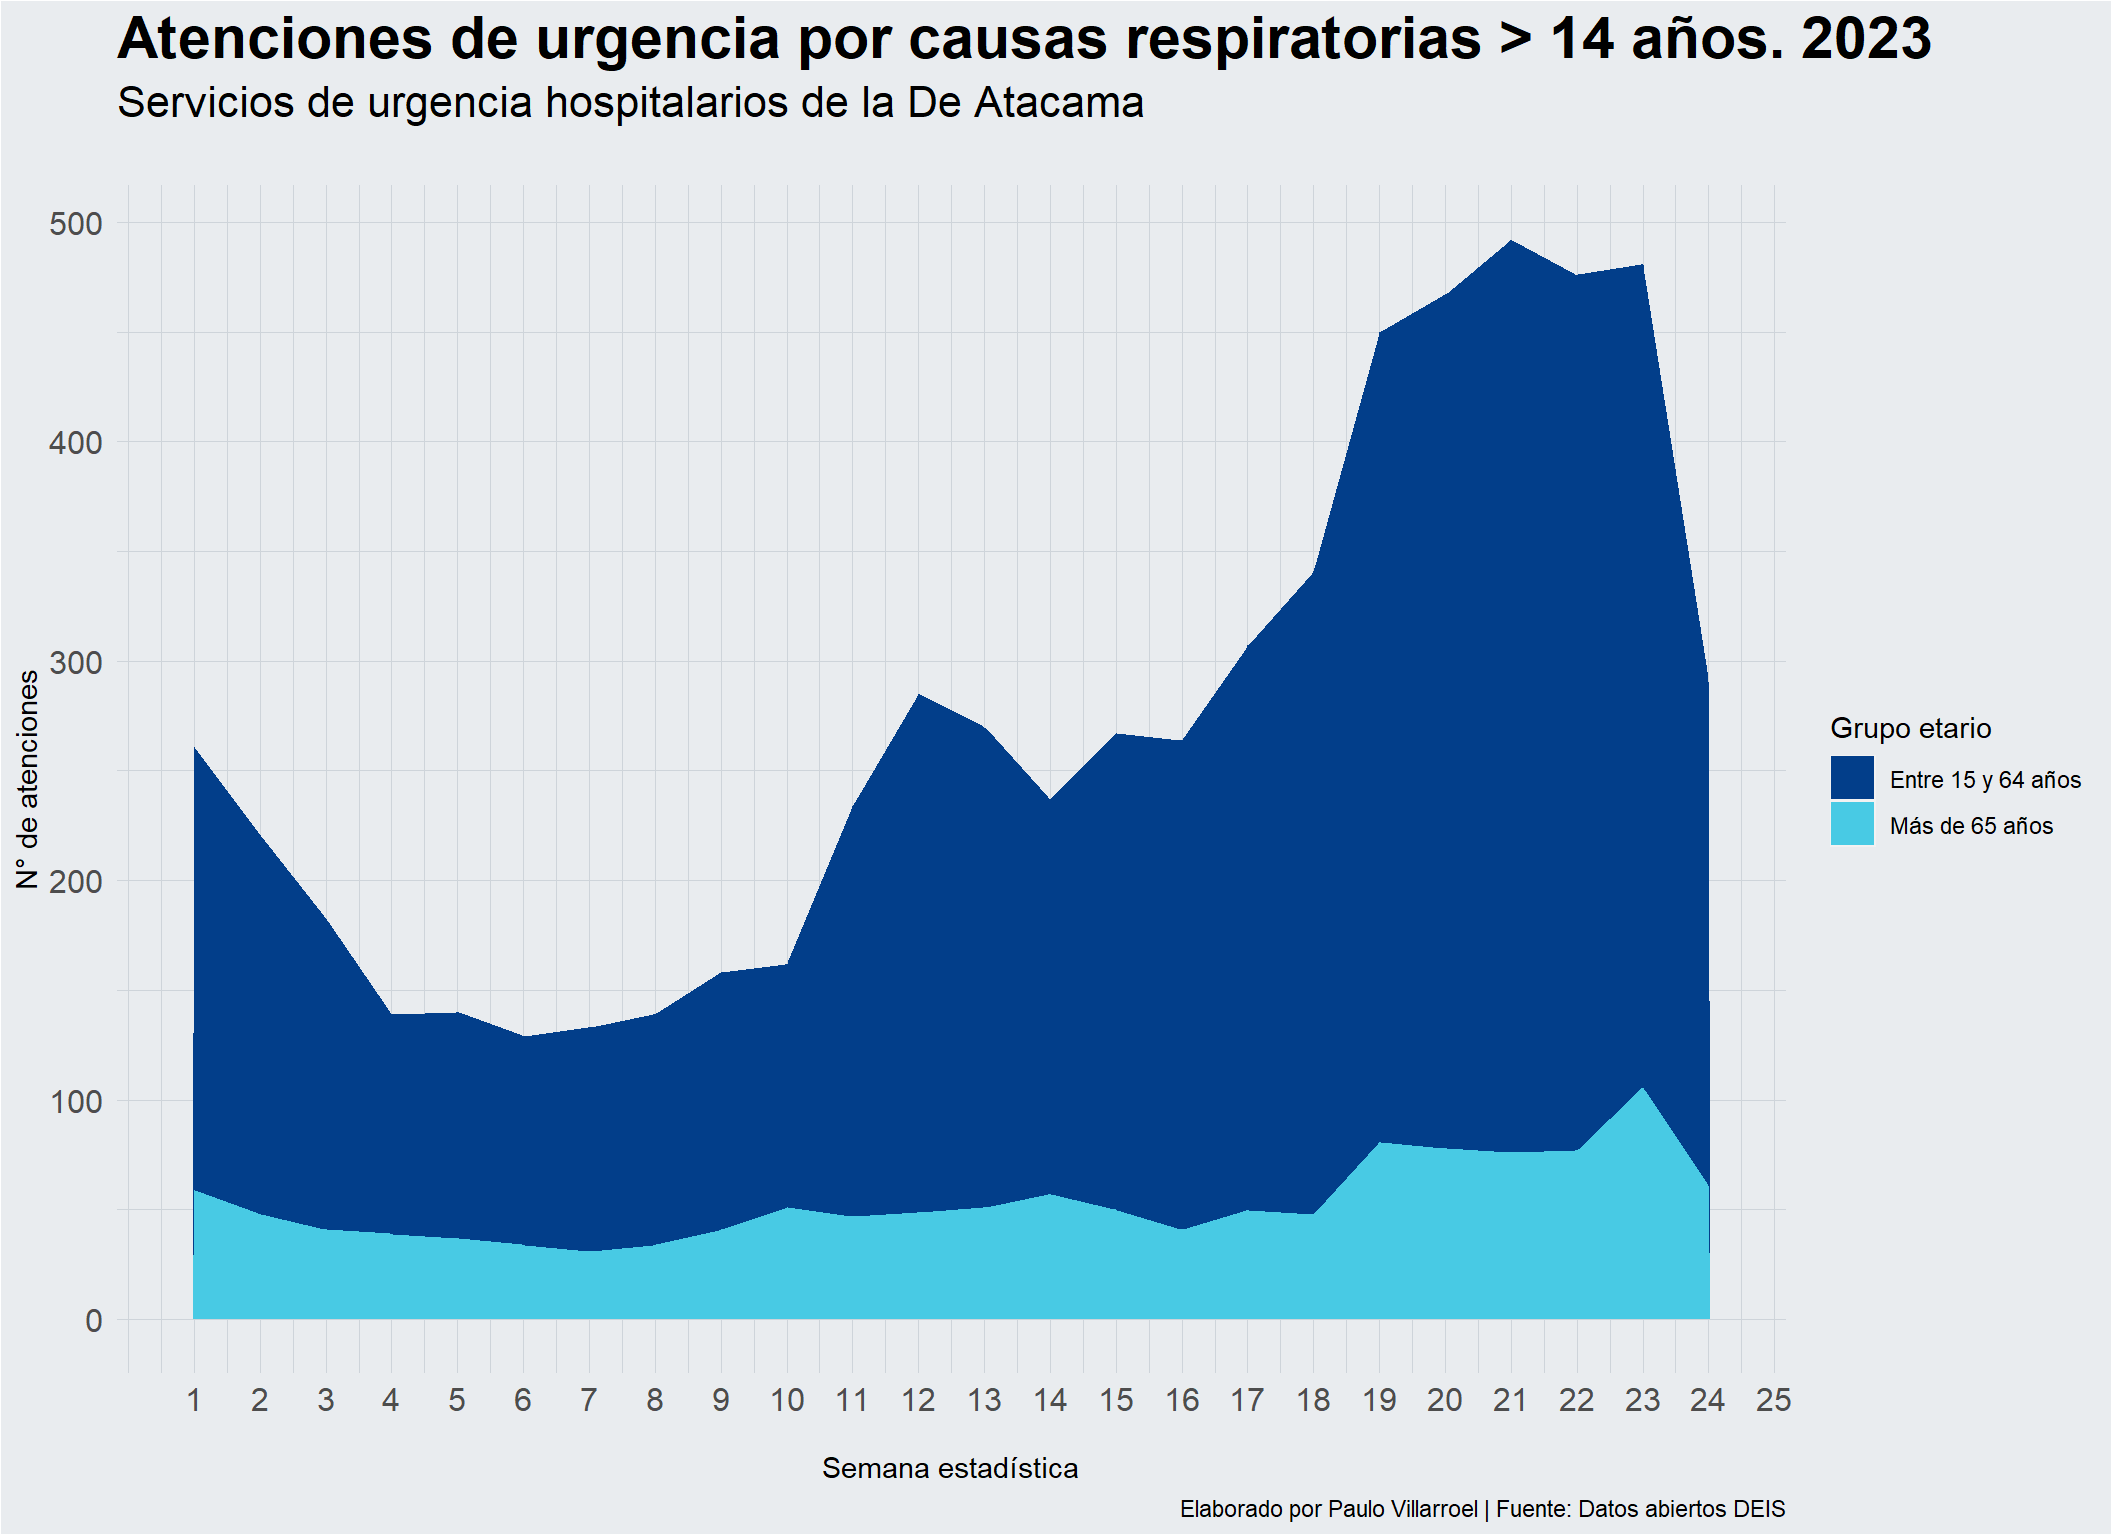 Atenciones de urgencia por causas respiratorias > 14 años. 2023
Servicios de urgencia hospitalarios de la De Atacama
500
400
300
200
100
0
N° de atenciones
1 2 3 4 5 6 7 8 9 10 11 12 13 14 15 16 17 18 19 20 21 22 23 24 25
Semana estadística
Grupo etario
Entre 15 y 64 años
Más de 65 años
Elaborado por Paulo Villarroel | Fuente: Datos abiertos DEIS